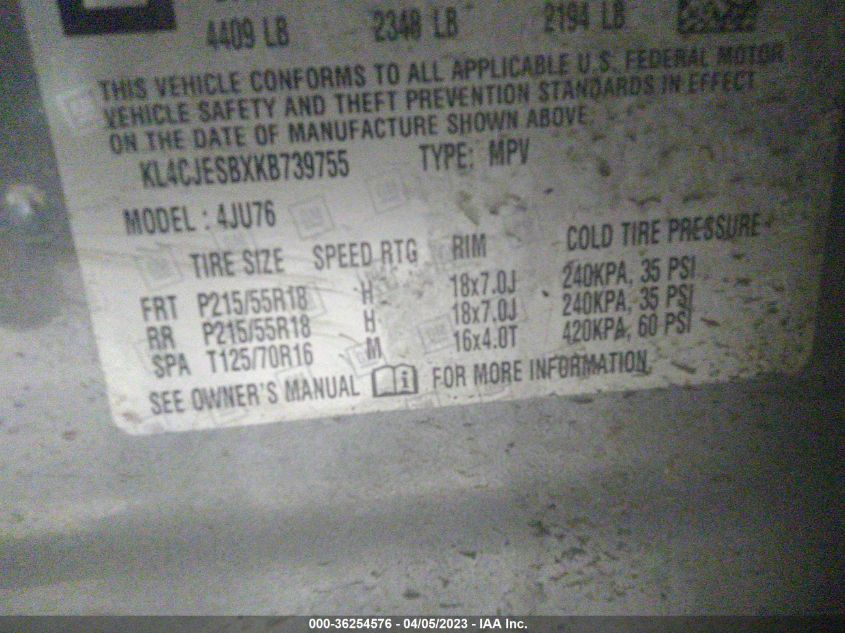 4409 LB 2348 LB 2194 LB
THIS VEHICLE CONFORMS TO ALL APPLICABLE U.S. FEDERAL MOTOR
VEHICLE SAFETY AND THEFT PREVENTION STANDARDS IN EFFECT
ON THE DATE OF MANUFACTURE SHOWN ABOVE.
KL4CJESBXKB739755 TYPE: MPV
MODEL : 4JU76
TIRE SIZE SPEED RTG RIM COLD TIRE PRESSURE
FRT P215/55R18 H 18x7.0J 240KPA, 35 PSI
RR P215/55R18 H 18x7.0J 240KPA, 35 PSI
SPA T125/70R16 M 16x4.0T 420KPA, 60 PSI
SEE OWNER'S MANUAL FOR MORE INFORMATION.
000-36254576 - 04/05/2023 - IAA Inc.